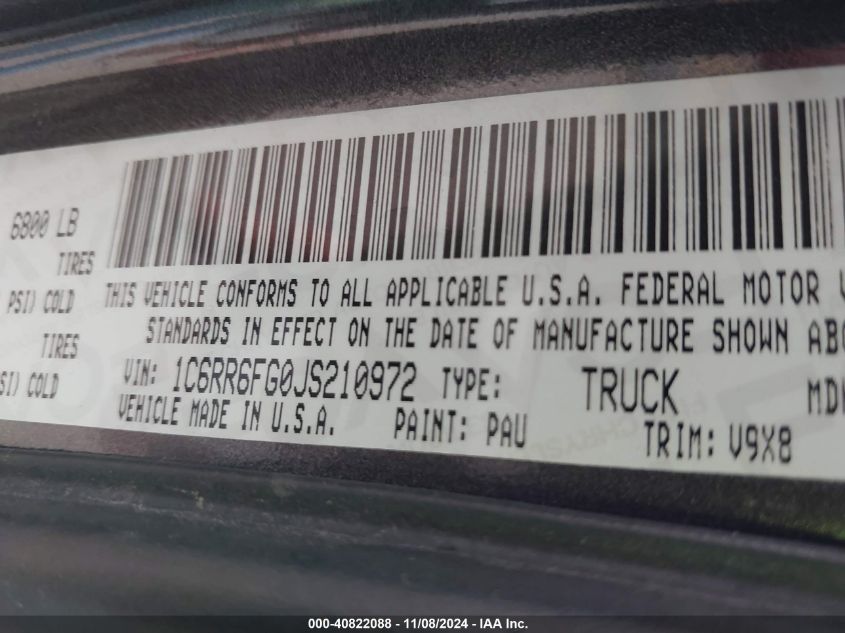 6800 LB
TIRES
PSI) COLD
TIRES
SI) COLD
THIS VEHICLE CONFORMS TO ALL APPLICABLE U.S.A. FEDERAL MOTOR V
STANDARDS IN EFFECT ON THE DATE OF MANUFACTURE SHOWN ABO
VIN: 1C6RR6FG0JS210972 TYPE: TRUCK MD
VEHICLE MADE IN U.S.A. PAINT: PAU TRIM: V9X8
000-40822088 - 11/08/2024 - IAA Inc.